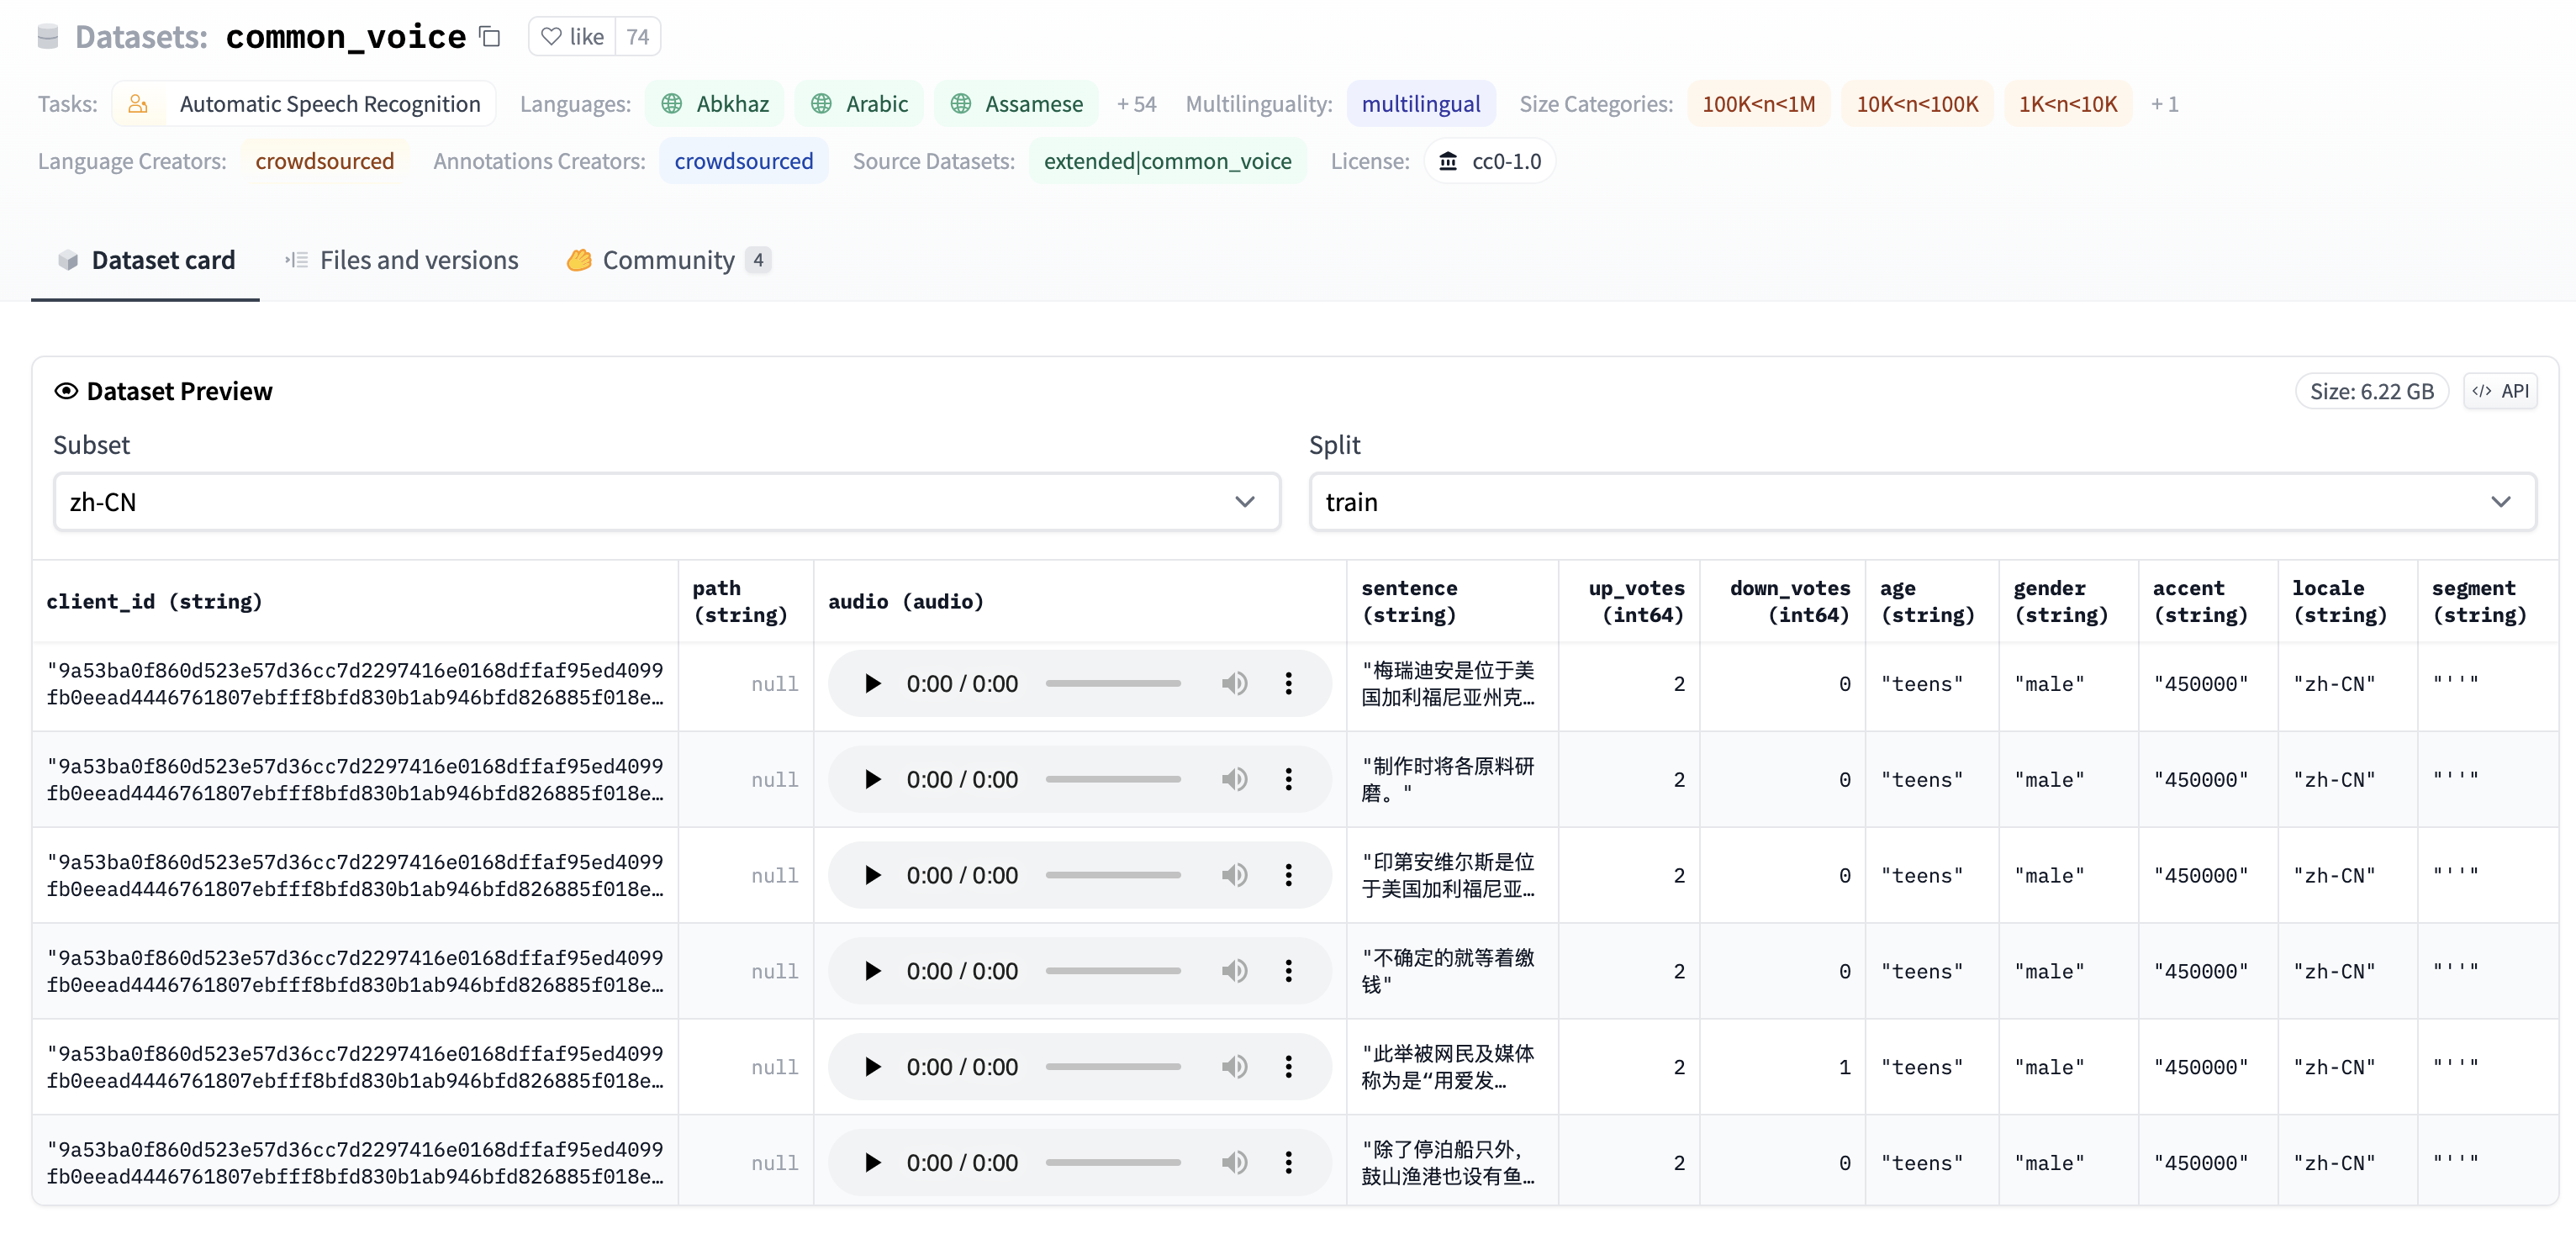 Datasets: common_voice like 74
Tasks: Automatic Speech Recognition Languages: Abkhaz Arabic Assamese + 54 Multilinguality: multilingual Size Categories: 100K<n<1M 10K<n<100K 1K<n<10K + 1
Language Creators: crowdsourced Annotations Creators: crowdsourced Source Datasets: extended|common_voice License: cc0-1.0
Dataset card Files and versions Community 4
Dataset Preview Size: 6.22 GB </> API
Subset Split
zh-CN train
client_id (string) path (string) audio (audio) sentence (string) up_votes (int64) down_votes (int64) age (string) gender (string) accent (string) locale (string) segment (string)
"9a53ba0f860d523e57d36cc7d2297416e0168dffaf95ed4099 null 0:00 / 0:00 "梅瑞迪安是位于美 2 0 "teens" "male" "450000" "zh-CN" "''"
fb0eead4446761807ebfff8bfd830b1ab946bfd826885f018e… 国加利福尼亚州克…
"9a53ba0f860d523e57d36cc7d2297416e0168dffaf95ed4099 null 0:00 / 0:00 "制作时将各原料研 2 0 "teens" "male" "450000" "zh-CN" "''"
fb0eead4446761807ebfff8bfd830b1ab946bfd826885f018e… 磨。"
"9a53ba0f860d523e57d36cc7d2297416e0168dffaf95ed4099 null 0:00 / 0:00 "印第安维尔斯是位 2 0 "teens" "male" "450000" "zh-CN" "''"
fb0eead4446761807ebfff8bfd830b1ab946bfd826885f018e… 于美国加利福尼亚…
"9a53ba0f860d523e57d36cc7d2297416e0168dffaf95ed4099 null 0:00 / 0:00 "不确定的就等着缴 2 0 "teens" "male" "450000" "zh-CN" "''"
fb0eead4446761807ebfff8bfd830b1ab946bfd826885f018e… 钱"
"9a53ba0f860d523e57d36cc7d2297416e0168dffaf95ed4099 null 0:00 / 0:00 "此举被网民及媒体 2 1 "teens" "male" "450000" "zh-CN" "''"
fb0eead4446761807ebfff8bfd830b1ab946bfd826885f018e… 称为是“用爱发…
"9a53ba0f860d523e57d36cc7d2297416e0168dffaf95ed4099 null 0:00 / 0:00 "除了停泊船只外， 2 0 "teens" "male" "450000" "zh-CN" "''"
fb0eead4446761807ebfff8bfd830b1ab946bfd826885f018e… 鼓山渔港也设有鱼…